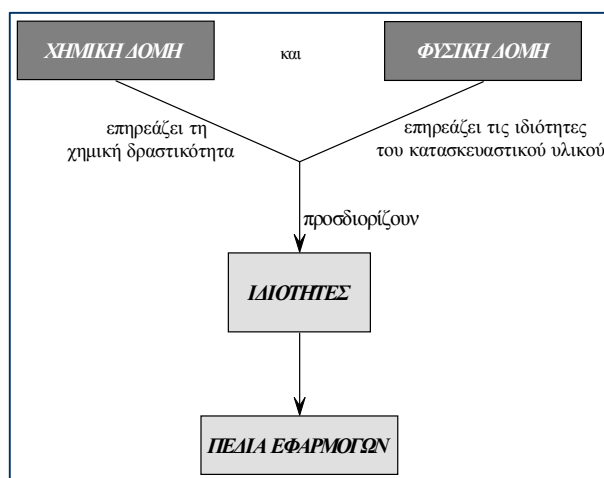 ΧΗΜΙΚΗ ΔΟΜΗ και ΦΥΣΙΚΗ ΔΟΜΗ
επηρεάζει τη
χημική δραστικότητα
επηρεάζει τις ιδιότητες
του κατασκευαστικού υλικού
προσδιορίζουν
ΙΔΙΟΤΗΤΕΣ
ΠΕΔΙΑ ΕΦΑΡΜΟΓΩΝ